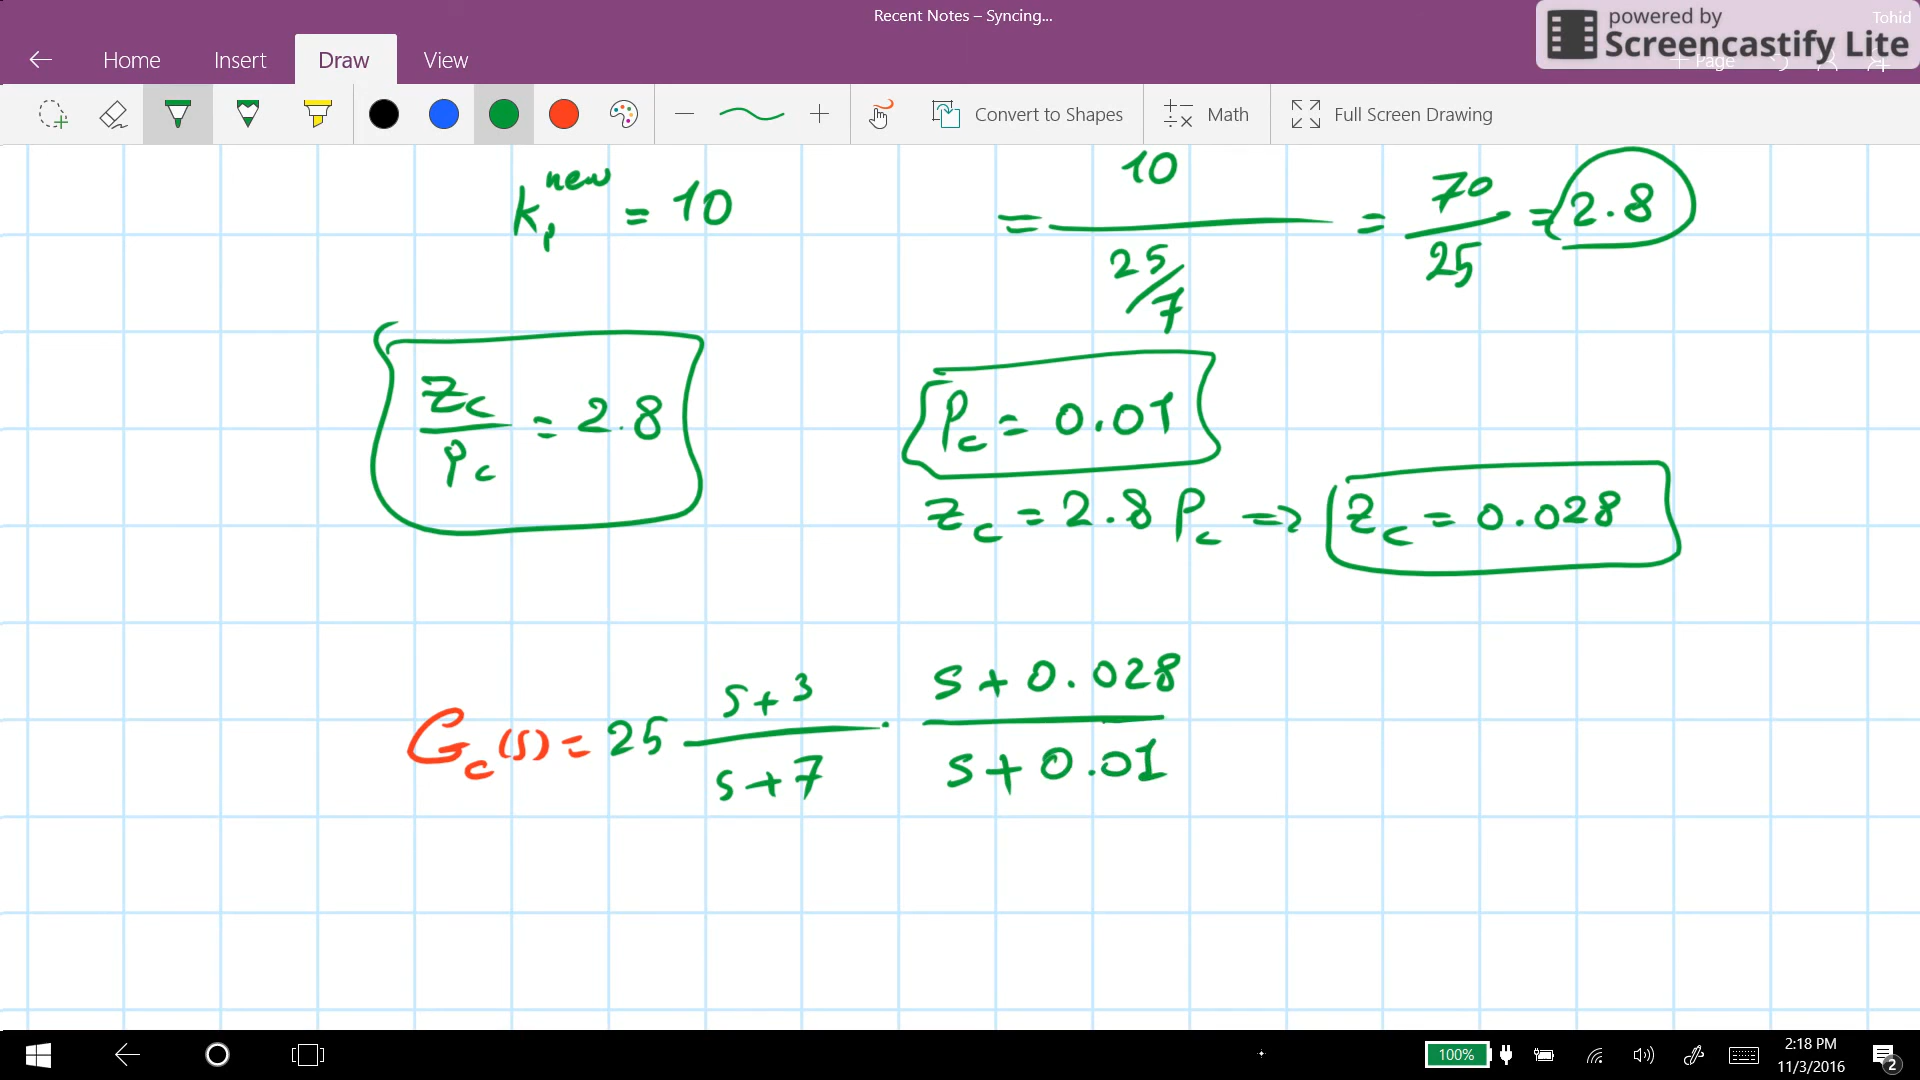 Recent Notes – Syncing...
powered by
Screencastify Lite
Tohid
Home Insert Draw View
+ Page
Convert to Shapes Math Full Screen Drawing
k_p^new = 10
= 10 / (25/7) = 70/25 = 2.8
z_c / p_c = 2.8
P_c = 0.01
z_c = 2.8 P_c => z_c = 0.028
G_c(s) = 25 (s+3)/(s+7) · (s+0.028)/(s+0.01)
100%
2:18 PM
11/3/2016
2